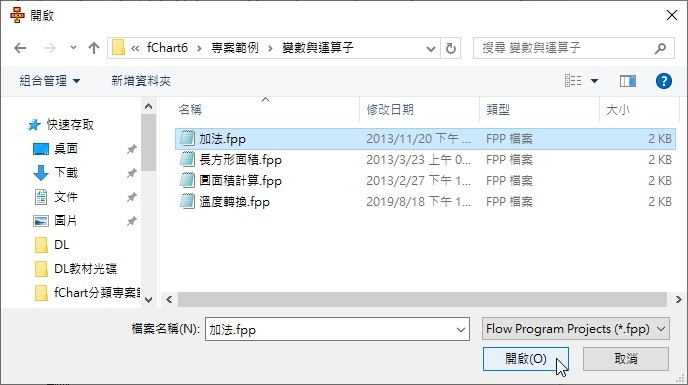 開啟
« fChart6 › 專案範例 › 變數與運算子
搜尋 變數與運算子
組合管理 新增資料夾
名稱 修改日期 類型 大小
快速存取
桌面
下載
文件
圖片
DL
DL教材光碟
fChart分類專案範
加法.fpp 2013/11/20 下午 ... FPP 檔案 2 KB
長方形面積.fpp 2013/3/23 上午 0... FPP 檔案 2 KB
圓面積計算.fpp 2013/2/27 下午 1... FPP 檔案 2 KB
溫度轉換.fpp 2019/8/18 下午 1... FPP 檔案 2 KB
檔案名稱(N): 加法.fpp Flow Program Projects (*.fpp)
開啟(O) 取消